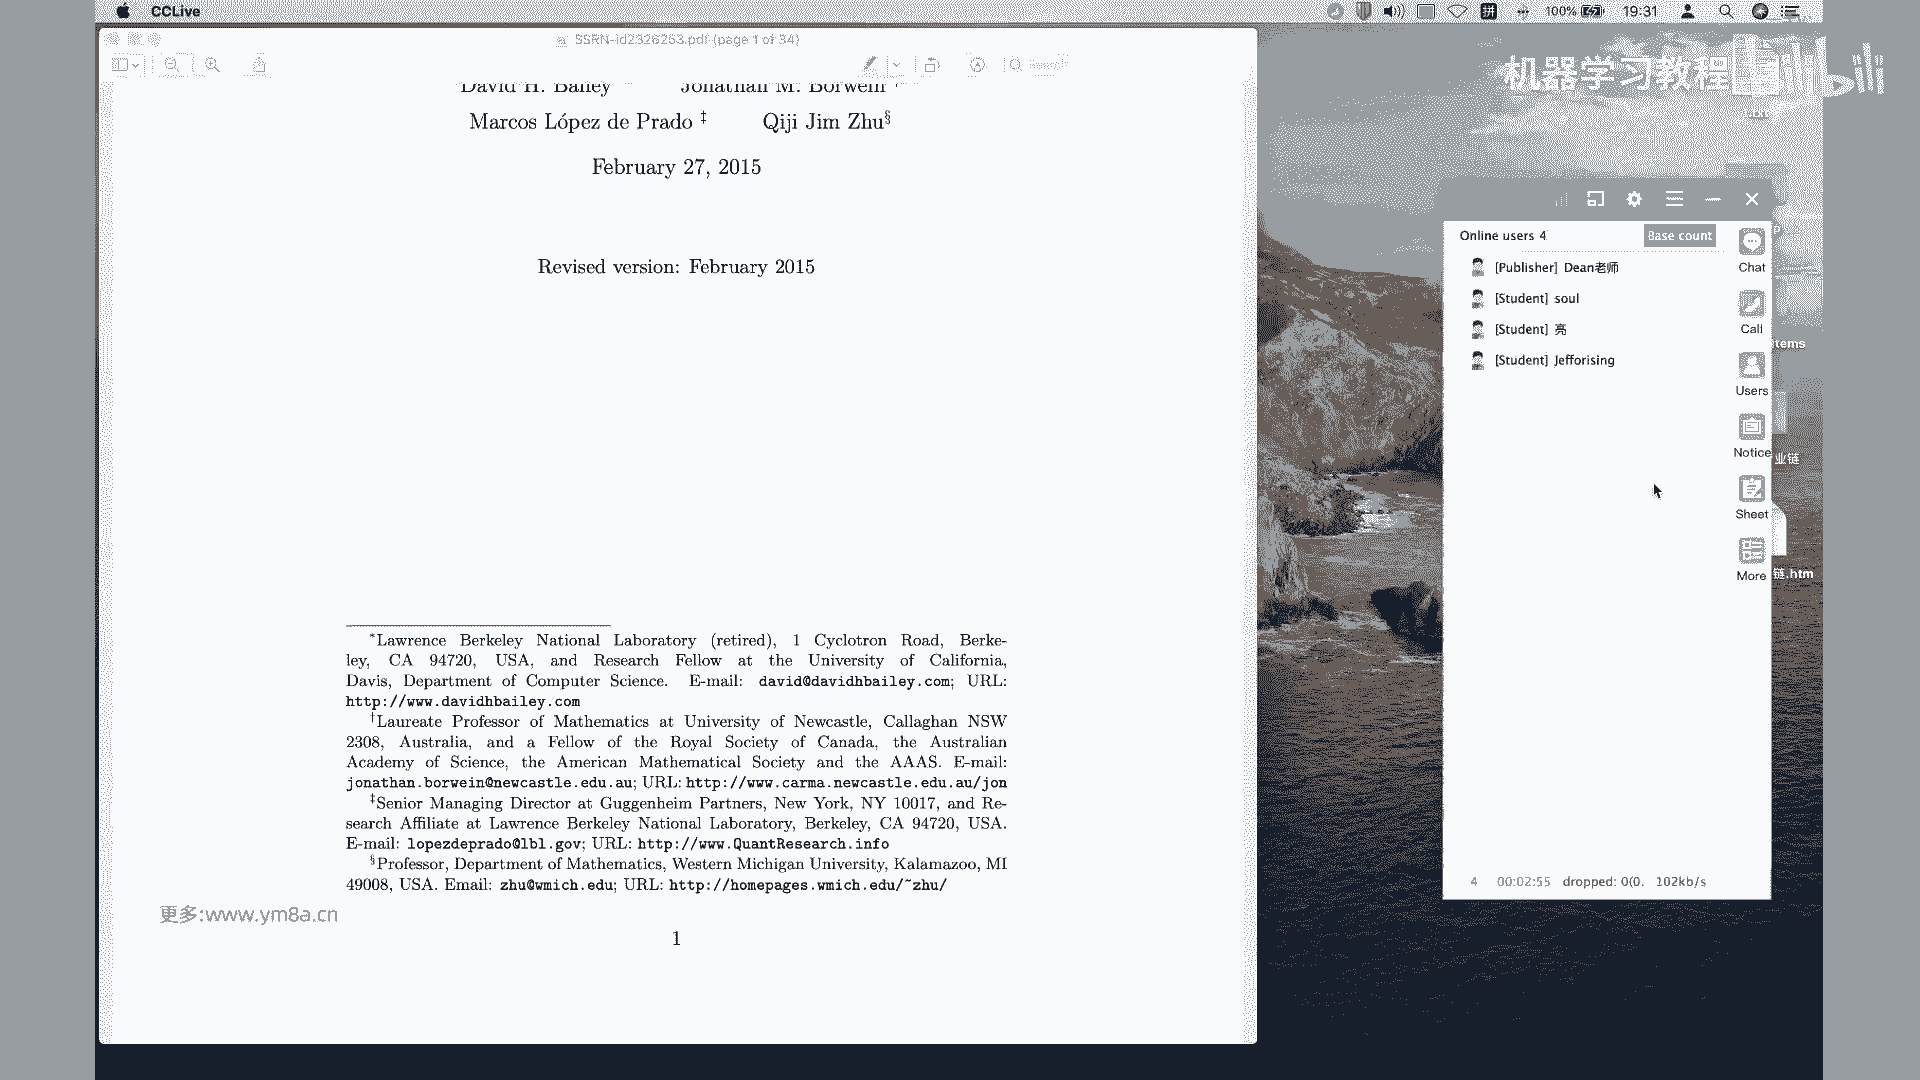 CCLive
100%
19:31
SSRN-id2326253.pdf (page 1 of 34)
Search
David H. Bailey Jonathan M. Borwein
Marcos López de Prado ‡ Qiji Jim Zhu§
February 27, 2015
Revised version: February 2015
*Lawrence Berkeley National Laboratory (retired), 1 Cyclotron Road, Berke-
ley, CA 94720, USA, and Research Fellow at the University of California,
Davis, Department of Computer Science. E-mail: david@davidhbailey.com; URL:
http://www.davidhbailey.com
†Laureate Professor of Mathematics at University of Newcastle, Callaghan NSW
2308, Australia, and a Fellow of the Royal Society of Canada, the Australian
Academy of Science, the American Mathematical Society and the AAAS. E-mail:
jonathan.borwein@newcastle.edu.au; URL: http://www.carma.newcastle.edu.au/jon
‡Senior Managing Director at Guggenheim Partners, New York, NY 10017, and Re-
search Affiliate at Lawrence Berkeley National Laboratory, Berkeley, CA 94720, USA.
E-mail: lopezdeprado@lbl.gov; URL: http://www.QuantResearch.info
§Professor, Department of Mathematics, Western Michigan University, Kalamazoo, MI
49008, USA. Email: zhu@wmich.edu; URL: http://homepages.wmich.edu/~zhu/
更多:www.ym8a.cn
1
机器学习教程 bilibili
Online users 4
Base count
[Publisher] Dean老师
[Student] soul
[Student] 亮
[Student] Jefforising
Chat
Call
Users
Notice
Sheet
More
4 00:02:55 dropped: 0(0. 102kb/s
items
业链
链.htm